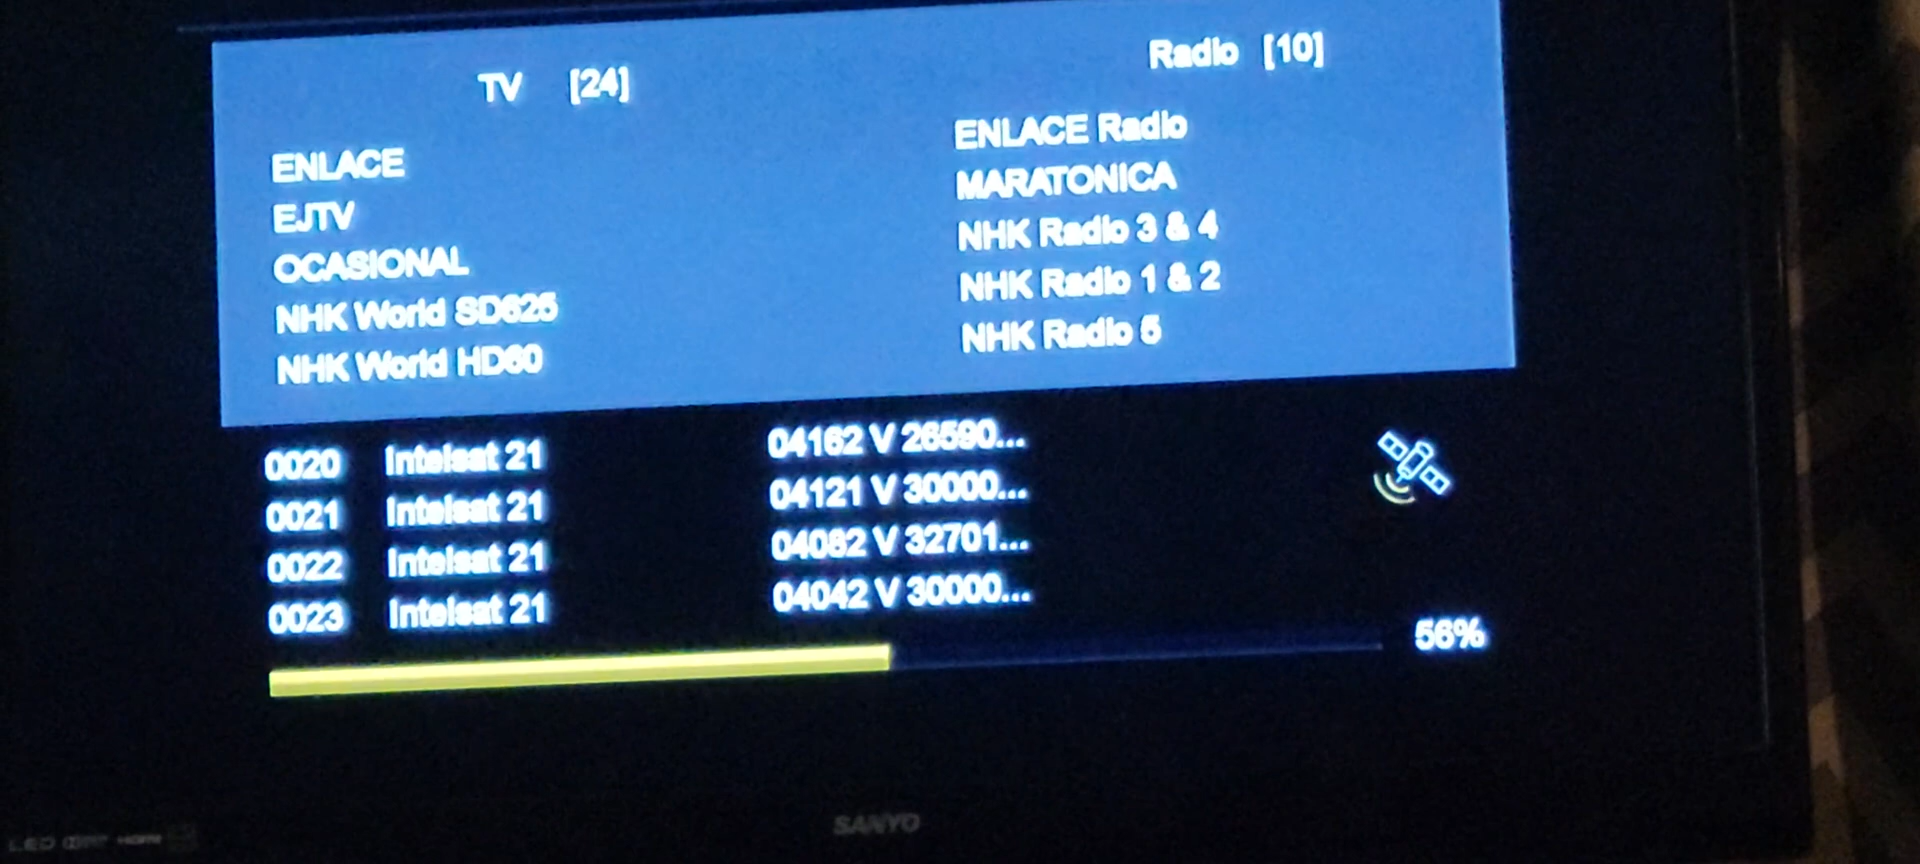 TV [24]
Radio [10]
ENLACE
EJTV
OCASIONAL
NHK World SD625
NHK World HD60
ENLACE Radio
MARATONICA
NHK Radio 3 & 4
NHK Radio 1 & 2
NHK Radio 5
0020 Intelsat 21 04162 V 26590...
0021 Intelsat 21 04121 V 30000...
0022 Intelsat 21 04082 V 32701...
0023 Intelsat 21 04042 V 30000...
56%
SANYO
LED
HDMI